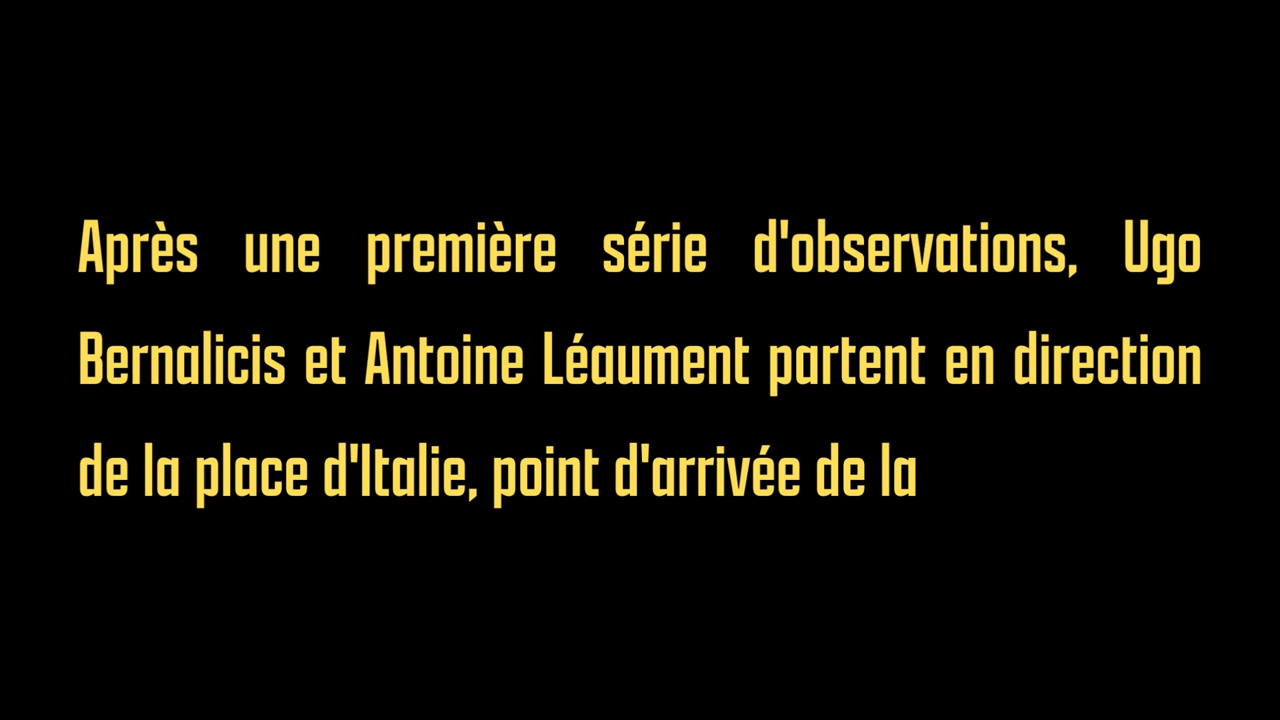 Après une première série d'observations, Ugo
Bernalicis et Antoine Léaument partent en direction
de la place d'Italie, point d'arrivée de la